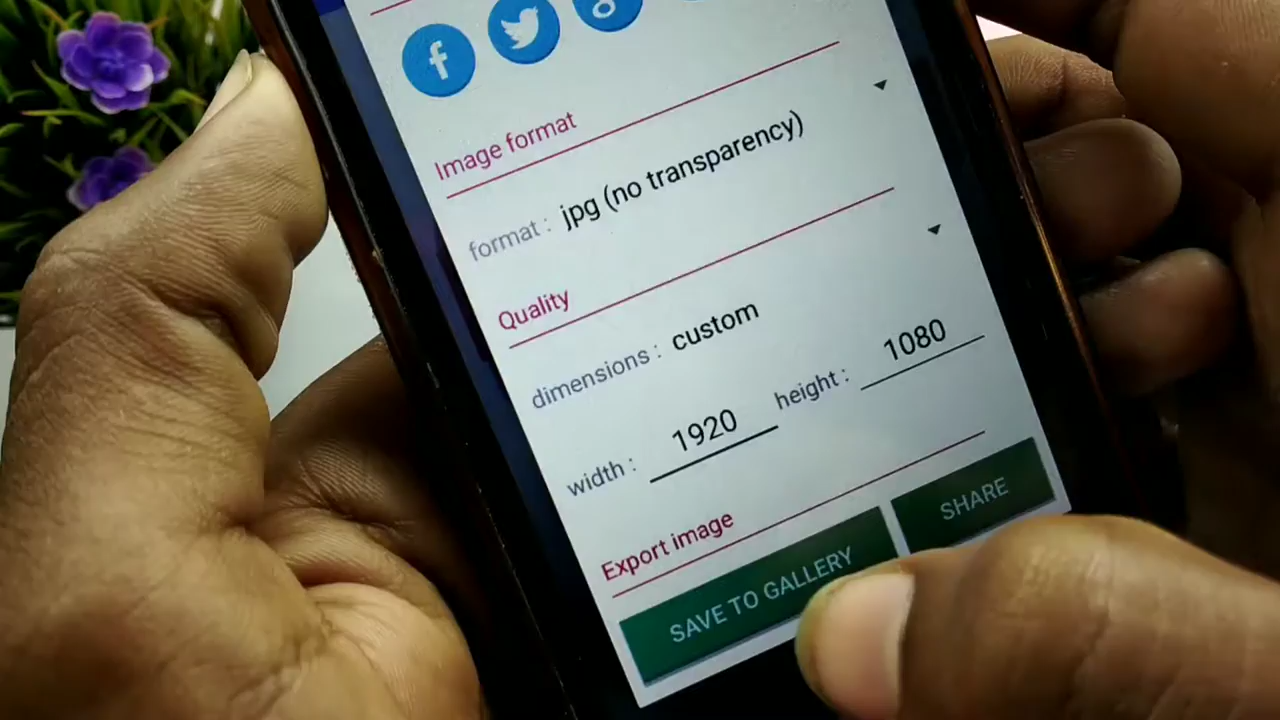 Image format
format : jpg (no transparency)
Quality
dimensions : custom
width : 1920 height : 1080
Export image
SAVE TO GALLERY SHARE